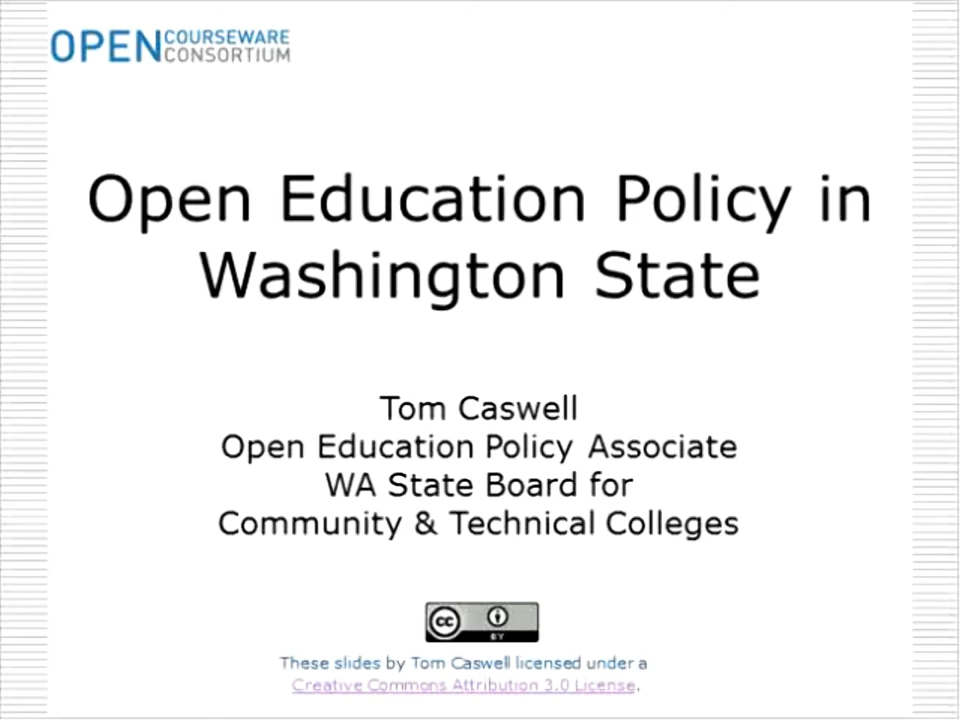 OPEN COURSEWARE
CONSORTIUM
Open Education Policy in
Washington State
Tom Caswell
Open Education Policy Associate
WA State Board for
Community & Technical Colleges
cc
BY
These slides by Tom Caswell licensed under a
Creative Commons Attribution 3.0 License.